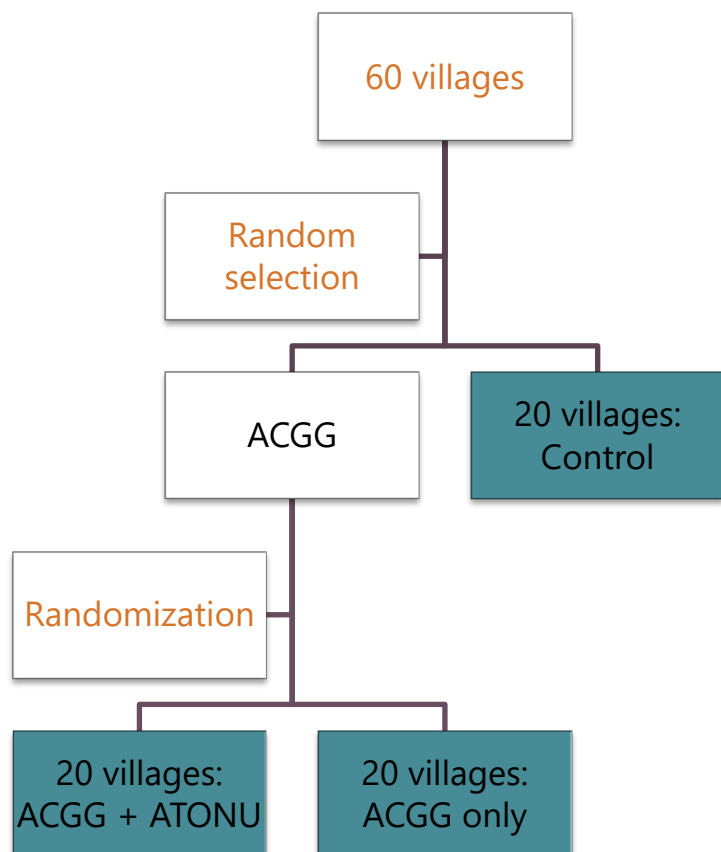 60 villages
Random
selection
ACGG
20 villages:
Control
Randomization
20 villages:
ACGG + ATONU
20 villages:
ACGG only